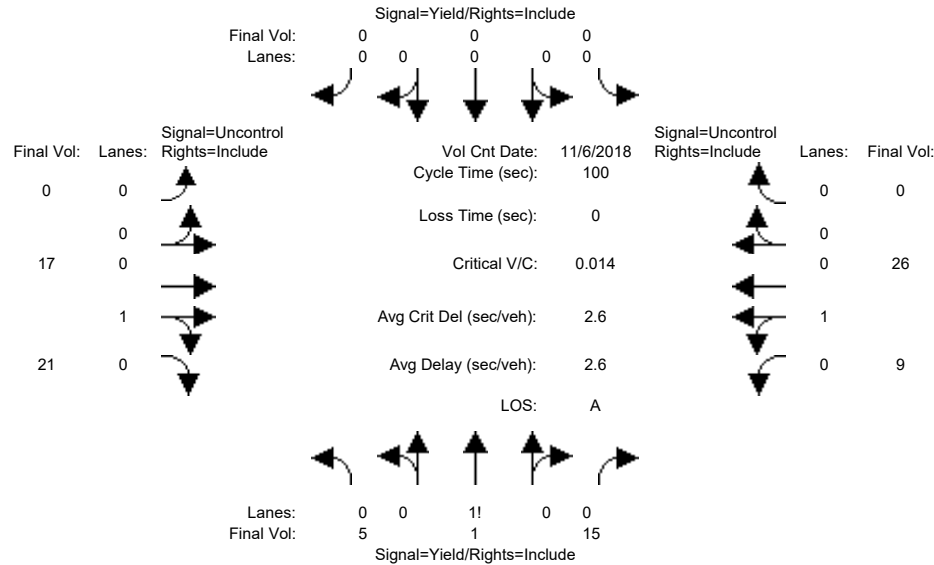 Signal=Yield/Rights=Include
Final Vol: 0 0 0
Lanes: 0 0 0 0 0
Signal=Uncontrol
Final Vol: Lanes: Rights=Include
Vol Cnt Date: 11/6/2018
Signal=Uncontrol
Rights=Include Lanes: Final Vol:
Cycle Time (sec): 100
0 0
0 0
Loss Time (sec): 0
0
0
17 0
Critical V/C: 0.014
0 26
1
Avg Crit Del (sec/veh): 2.6
1
21 0
Avg Delay (sec/veh): 2.6
0 9
LOS: A
Lanes: 0 0 1! 0 0
Final Vol: 5 1 15
Signal=Yield/Rights=Include